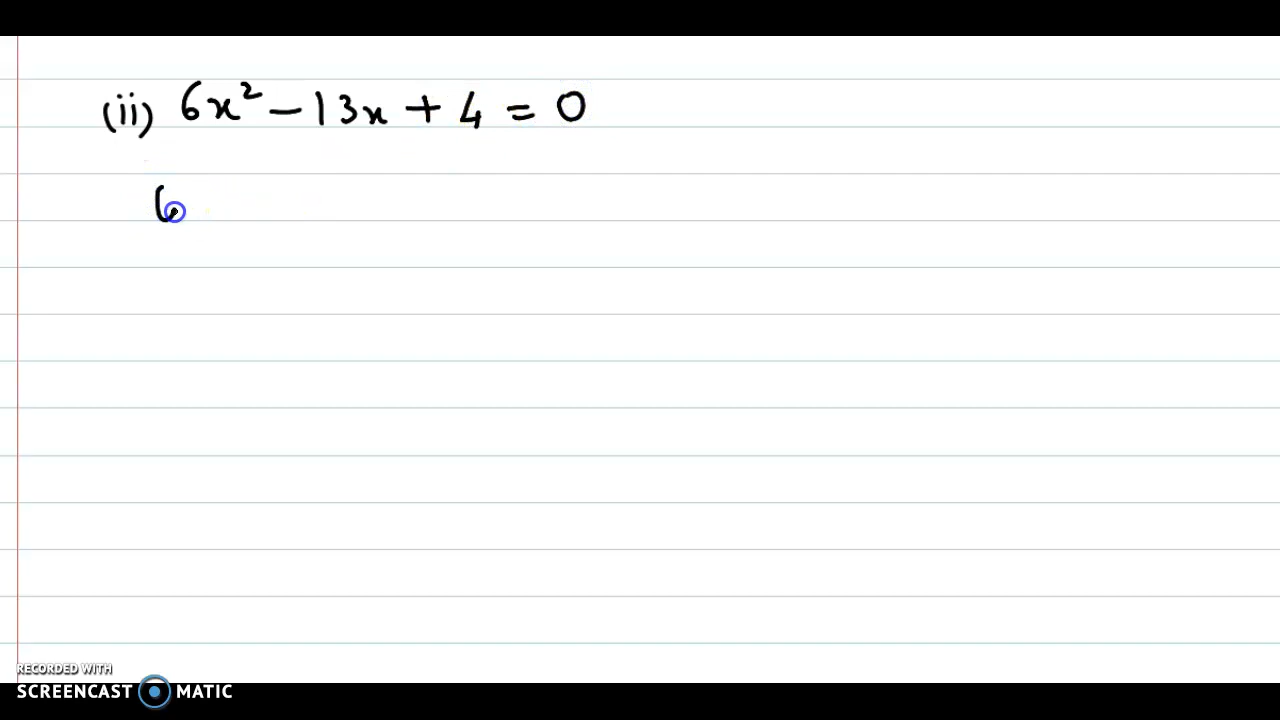 (ii) 6x² - 13x + 4 = 0
6
RECORDED WITH
SCREENCAST MATIC